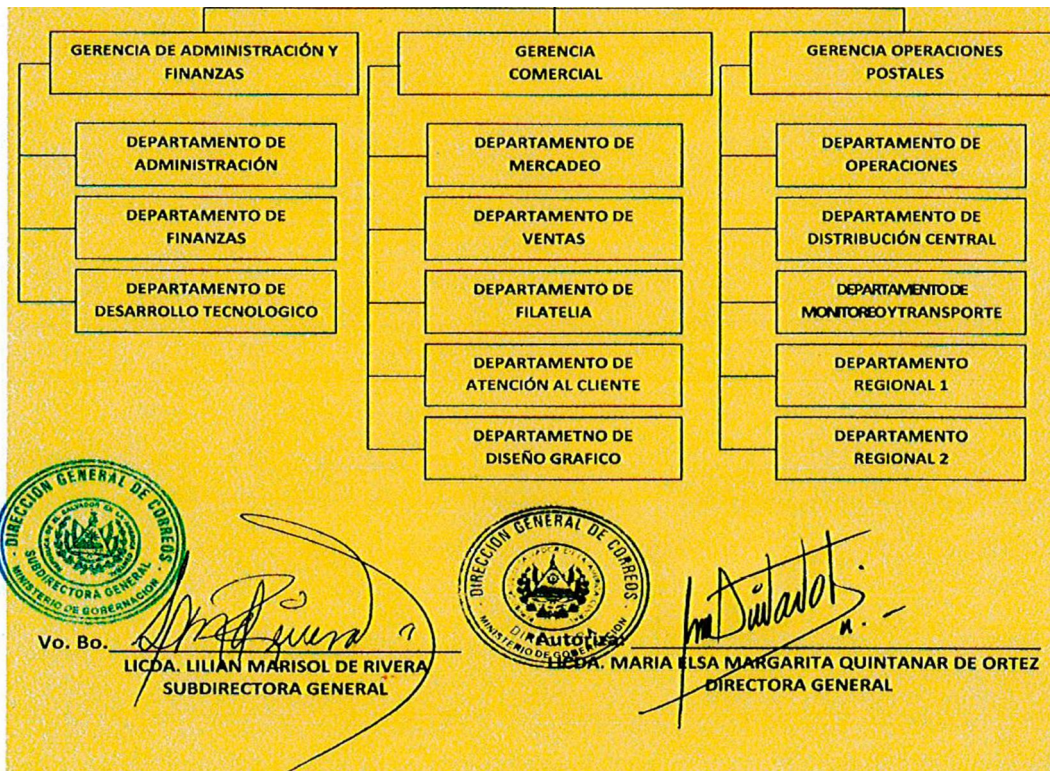 GERENCIA DE ADMINISTRACIÓN Y
FINANZAS
DEPARTAMENTO DE
ADMINISTRACIÓN
DEPARTAMENTO DE
FINANZAS
DEPARTAMENTO DE
DESARROLLO TECNOLOGICO
GERENCIA
COMERCIAL
DEPARTAMENTO DE
MERCADEO
DEPARTAMENTO DE
VENTAS
DEPARTAMENTO DE
FILATELIA
DEPARTAMENTO DE
ATENCIÓN AL CLIENTE
DEPARTAMETNO DE
DISEÑO GRAFICO
GERENCIA OPERACIONES
POSTALES
DEPARTAMENTO DE
OPERACIONES
DEPARTAMENTO DE
DISTRIBUCIÓN CENTRAL
DEPARTAMENTO DE
MONITOREO Y TRANSPORTE
DEPARTAMENTO
REGIONAL 1
DEPARTAMENTO
REGIONAL 2
DIRECCION GENERAL DE CORREOS
SUBDIRECTORA GENERAL
MINISTERIO DE GOBERNACION
Vo. Bo.
LICDA. LILIAN MARISOL DE RIVERA
SUBDIRECTORA GENERAL
DIRECCION GENERAL DE CORREOS
DIRECTORA
MINISTERIO DE GOBERNACION
Autoriza:
LICDA. MARIA ELSA MARGARITA QUINTANAR DE ORTEZ
DIRECTORA GENERAL